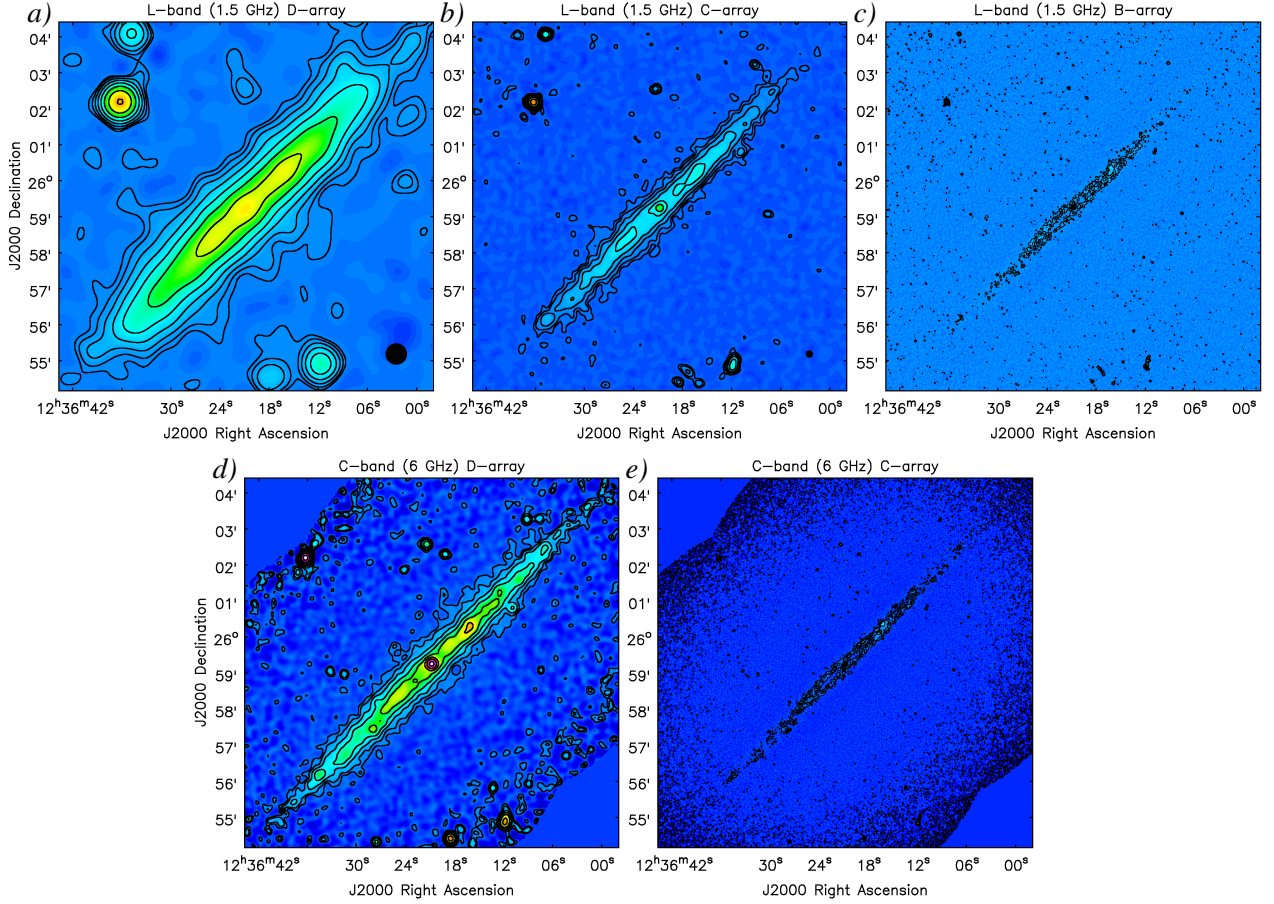 a) L-band (1.5 GHz) D-array
04'
03'
02'
01'
26°
59'
58'
57'
56'
55'
J2000 Declination
12ʰ36ᵐ42ˢ 30ˢ 24ˢ 18ˢ 12ˢ 06ˢ 00ˢ
J2000 Right Ascension
b) L-band (1.5 GHz) C-array
04'
03'
02'
01'
26°
59'
58'
57'
56'
55'
12ʰ36ᵐ42ˢ 30ˢ 24ˢ 18ˢ 12ˢ 06ˢ 00ˢ
J2000 Right Ascension
c) L-band (1.5 GHz) B-array
04'
03'
02'
01'
26°
59'
58'
57'
56'
55'
12ʰ36ᵐ42ˢ 30ˢ 24ˢ 18ˢ 12ˢ 06ˢ 00ˢ
J2000 Right Ascension
d) C-band (6 GHz) D-array
04'
03'
02'
01'
26°
59'
58'
57'
56'
55'
J2000 Declination
12ʰ36ᵐ42ˢ 30ˢ 24ˢ 18ˢ 12ˢ 06ˢ 00ˢ
J2000 Right Ascension
e) C-band (6 GHz) C-array
04'
03'
02'
01'
26°
59'
58'
57'
56'
55'
12ʰ36ᵐ42ˢ 30ˢ 24ˢ 18ˢ 12ˢ 06ˢ 00ˢ
J2000 Right Ascension